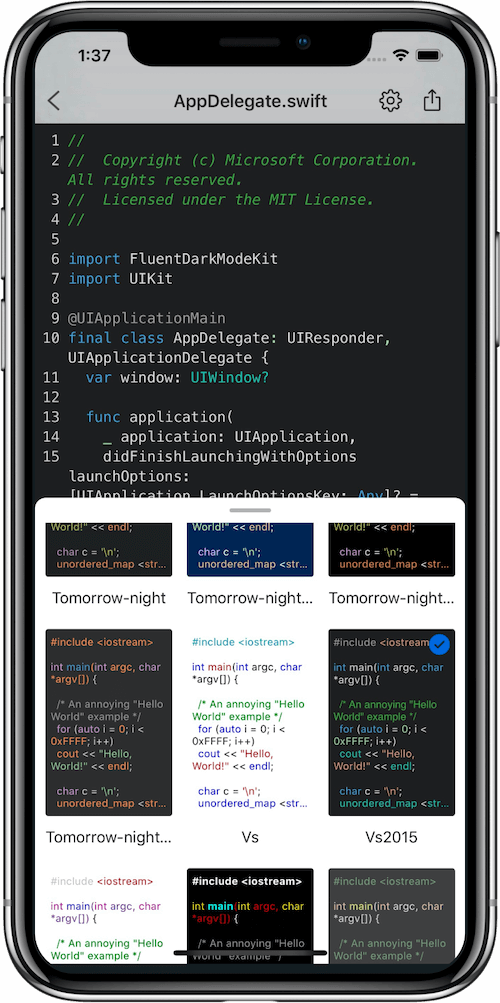 1:37
AppDelegate.swift
1 //
2 //  Copyright (c) Microsoft Corporation.
All rights reserved.
3 //  Licensed under the MIT License.
4 //
5
6 import FluentDarkModeKit
7 import UIKit
8
9 @UIApplicationMain
10 final class AppDelegate: UIResponder,
UIApplicationDelegate {
11   var window: UIWindow?
12
13   func application(
14     _ application: UIApplication,
15     didFinishLaunchingWithOptions
launchOptions:
[UIApplication.LaunchOptionsKey: Any]? =
World!" << endl;
char c = '\n';
unordered_map <str...
Tomorrow-night
World!" << endl;
char c = '\n';
unordered_map <str...
Tomorrow-night...
World!" << endl;
char c = '\n';
unordered_map <str...
Tomorrow-night...
#include <iostream>
int main(int argc, char
*argv[]) {
/* An annoying "Hello
World" example */
for (auto i = 0; i <
0xFFFF; i++)
cout << "Hello,
World!" << endl;
char c = '\n';
unordered_map <str...
Tomorrow-night...
#include <iostream>
int main(int argc, char
*argv[]) {
/* An annoying "Hello
World" example */
for (auto i = 0; i <
0xFFFF; i++)
cout << "Hello,
World!" << endl;
char c = '\n';
unordered_map <str...
Vs
#include <iostream>
int main(int argc, char
*argv[]) {
/* An annoying "Hello
World" example */
for (auto i = 0; i <
0xFFFF; i++)
cout << "Hello,
World!" << endl;
char c = '\n';
unordered_map <str...
Vs2015
#include <iostream>
int main(int argc, char
*argv[]) {
/* An annoying "Hello
World" example */
#include <iostream>
int main(int argc, char
*argv[]) {
/* An annoying "Hello
World" example */
#include <iostream>
int main(int argc, char
*argv[]) {
/* An annoying "Hello
World" example */